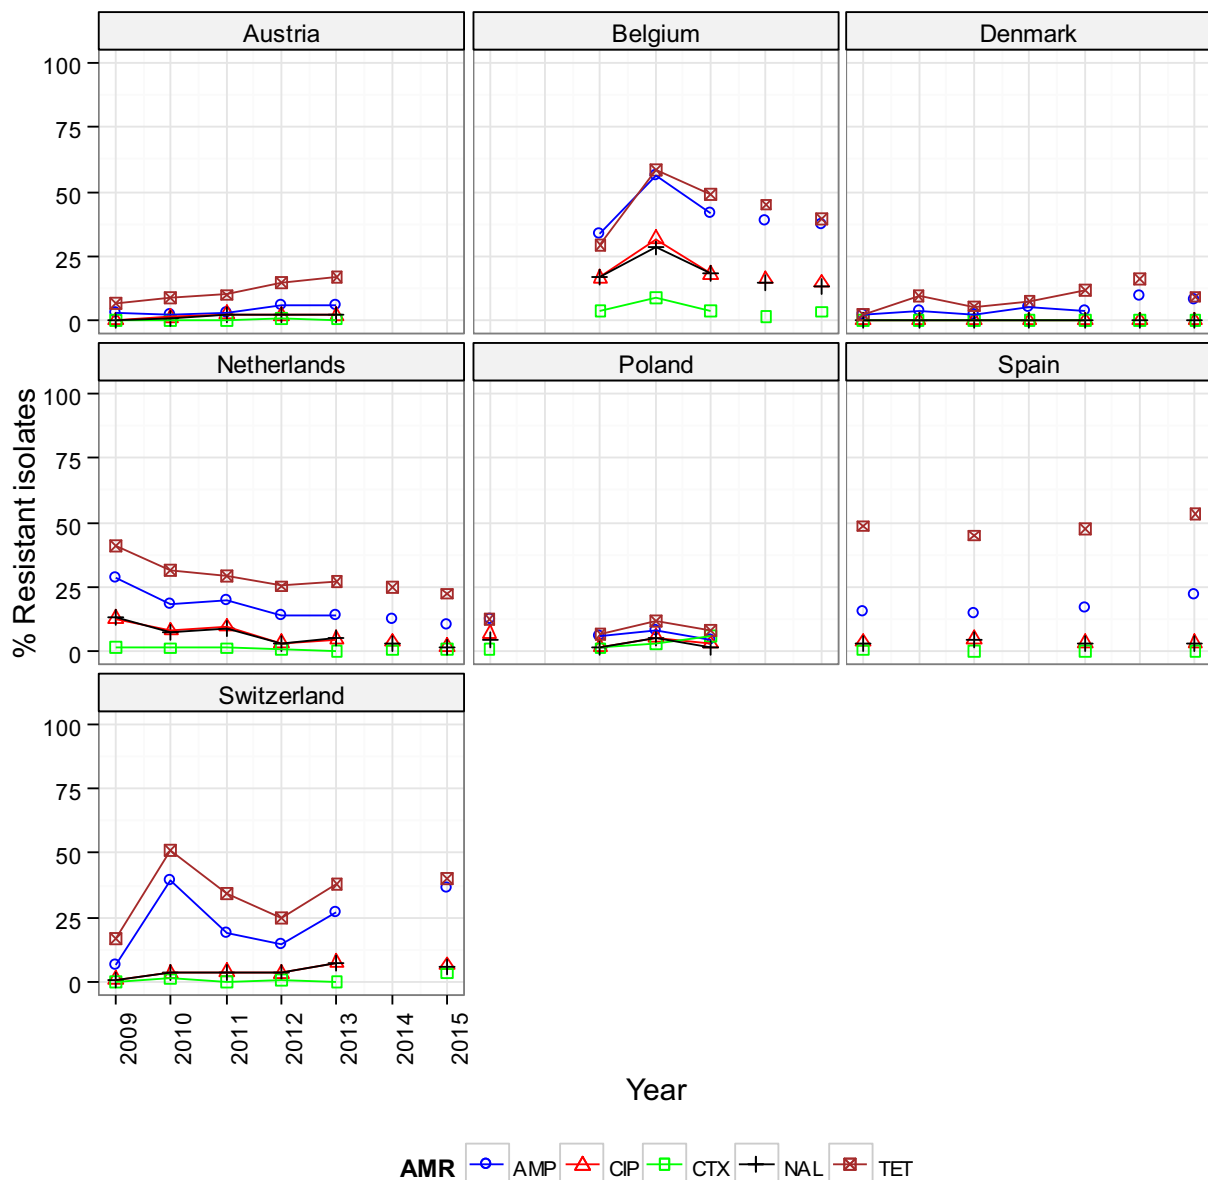 Austria Belgium Denmark
100
75
50
25
0
Netherlands Poland Spain
100
75
50
25
0
% Resistant isolates
Switzerland
100
75
50
25
0
2009 2010 2011 2012 2013 2014 2015
Year
AMR AMP CIP CTX NAL TET